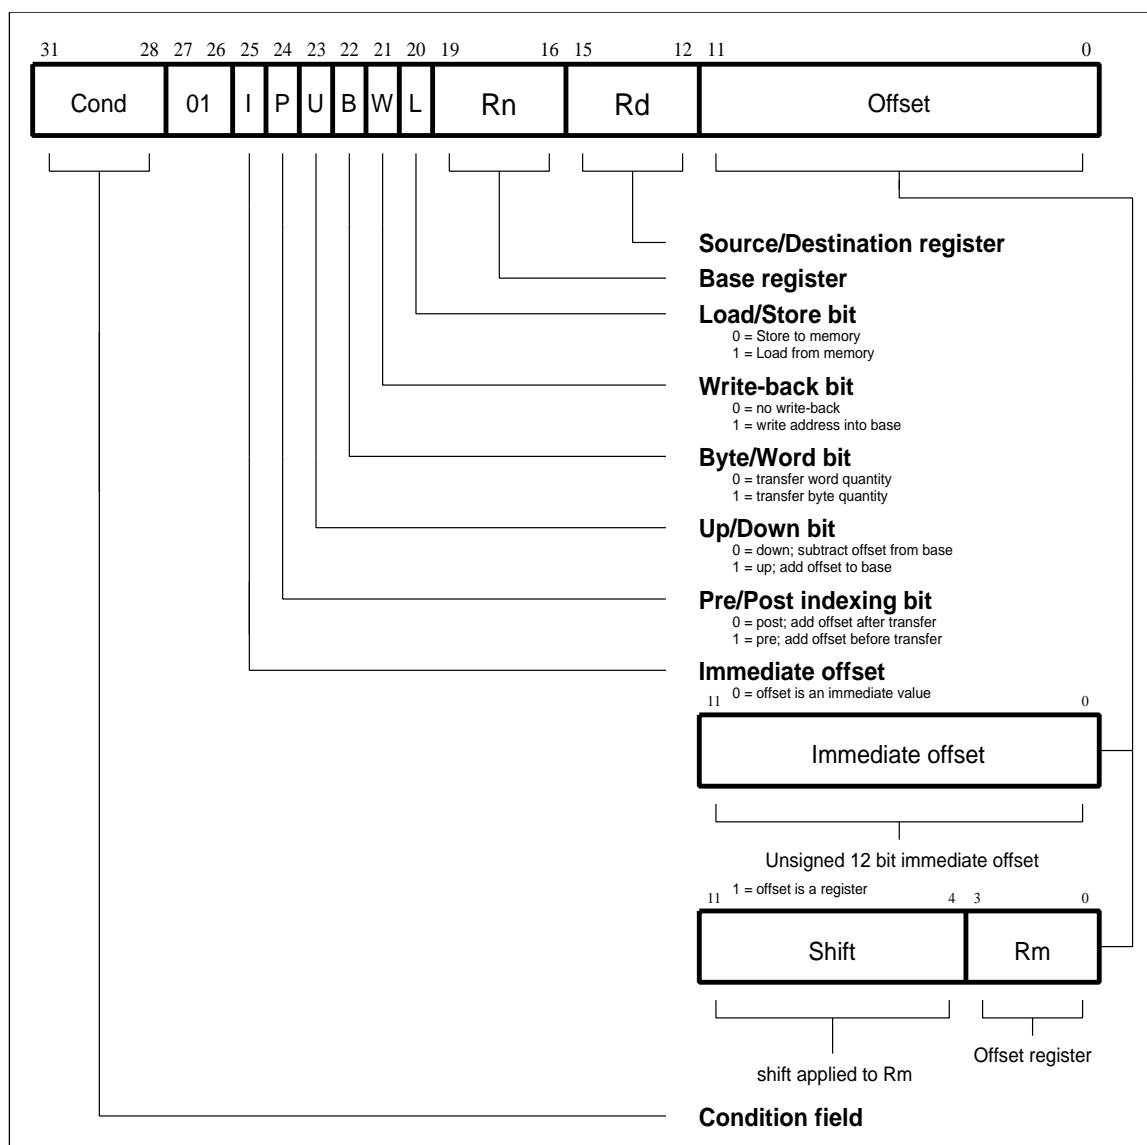 31 28 27 26 25 24 23 22 21 20 19 16 15 12 11 0
Cond 01 I P U B W L Rn Rd Offset
Source/Destination register
Base register
Load/Store bit
0 = Store to memory
1 = Load from memory
Write-back bit
0 = no write-back
1 = write address into base
Byte/Word bit
0 = transfer word quantity
1 = transfer byte quantity
Up/Down bit
0 = down; subtract offset from base
1 = up; add offset to base
Pre/Post indexing bit
0 = post; add offset after transfer
1 = pre; add offset before transfer
Immediate offset
0 = offset is an immediate value
11 0
Immediate offset
Unsigned 12 bit immediate offset
1 = offset is a register
11 4 3 0
Shift Rm
Offset register
shift applied to Rm
Condition field